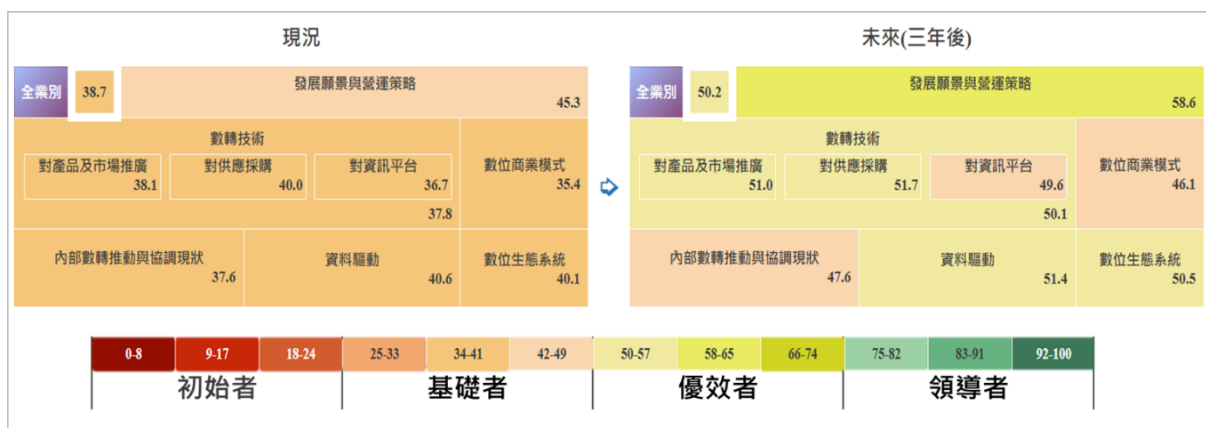 現況
全業別 38.7 發展願景與營運策略
45.3
數轉技術
對產品及市場推廣 對供應採購 對資訊平台 數位商業模式
38.1 40.0 36.7 35.4
37.8
內部數轉推動與協調現狀 資料驅動 數位生態系統
37.6 40.6 40.1
未來(三年後)
全業別 50.2 發展願景與營運策略
58.6
數轉技術
對產品及市場推廣 對供應採購 對資訊平台 數位商業模式
51.0 51.7 49.6 46.1
50.1
內部數轉推動與協調現狀 資料驅動 數位生態系統
47.6 51.4 50.5
0-8 9-17 18-24 25-33 34-41 42-49 50-57 58-65 66-74 75-82 83-91 92-100
初始者 基礎者 優效者 領導者